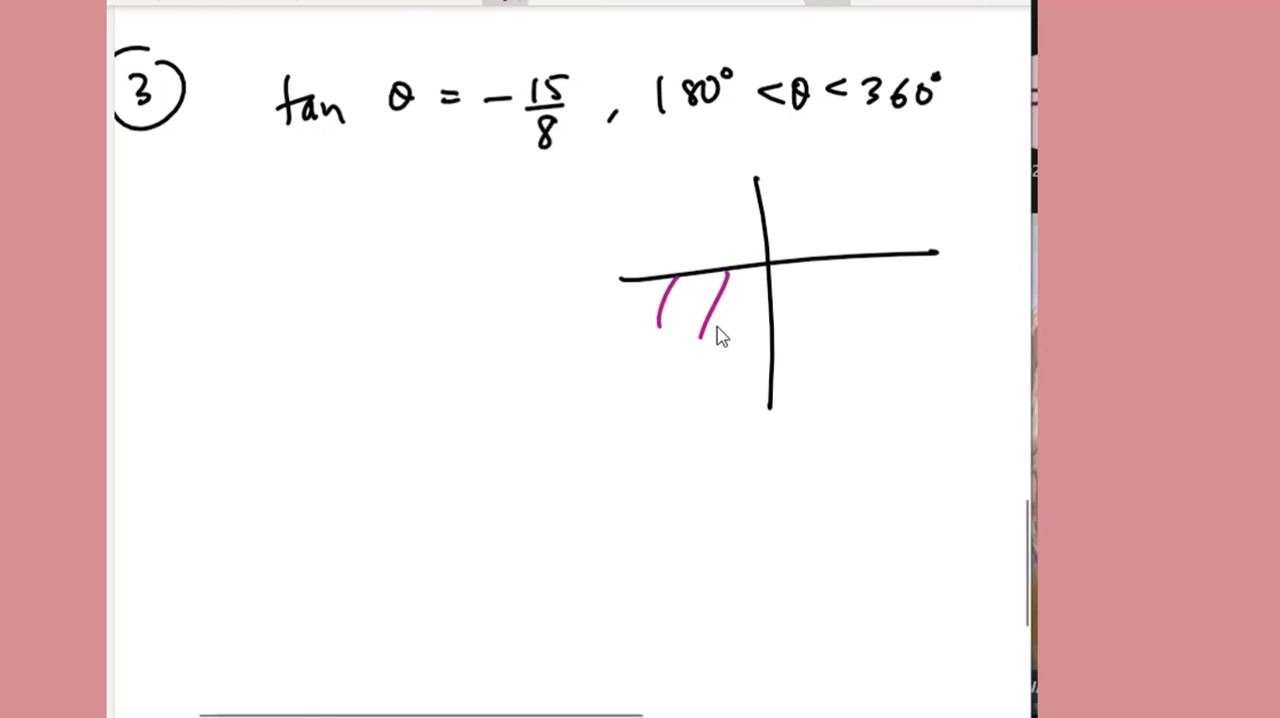 3 tan θ = - 15/8 , 180° < θ < 360°